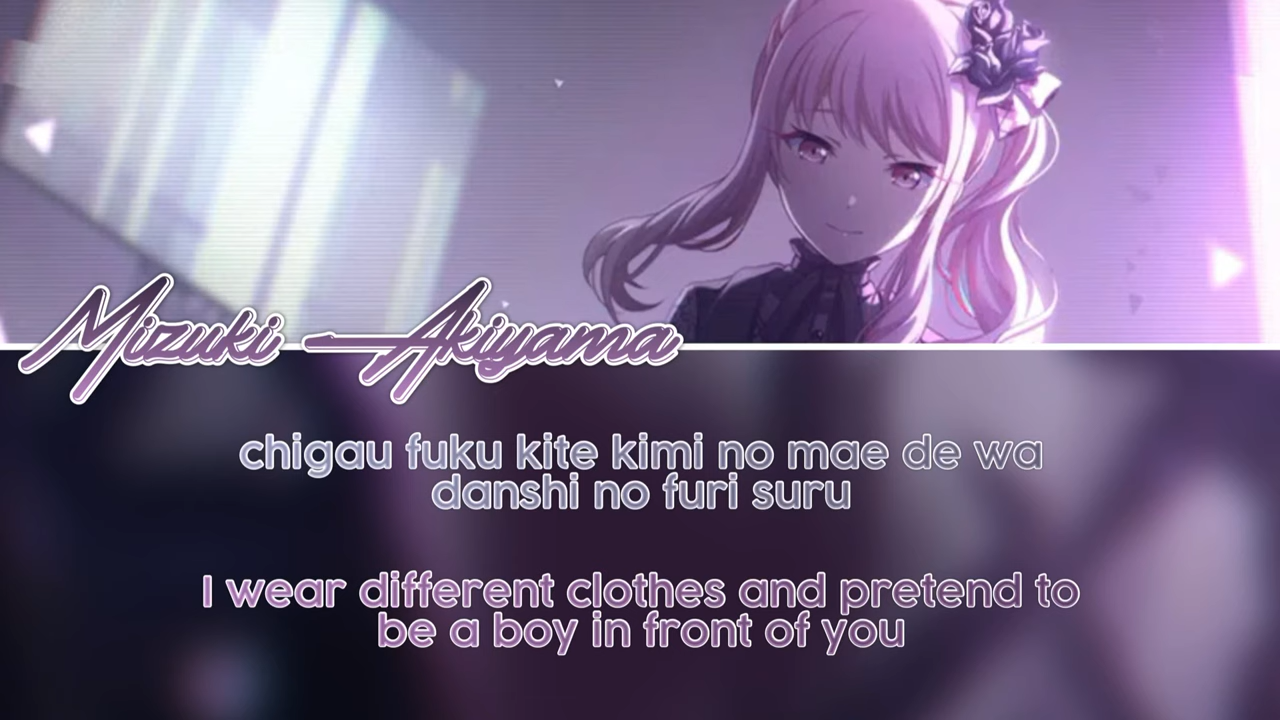 Mizuki Akiyama
chigau fuku kite kimi no mae de wa
danshi no furi suru
I wear different clothes and pretend to
be a boy in front of you